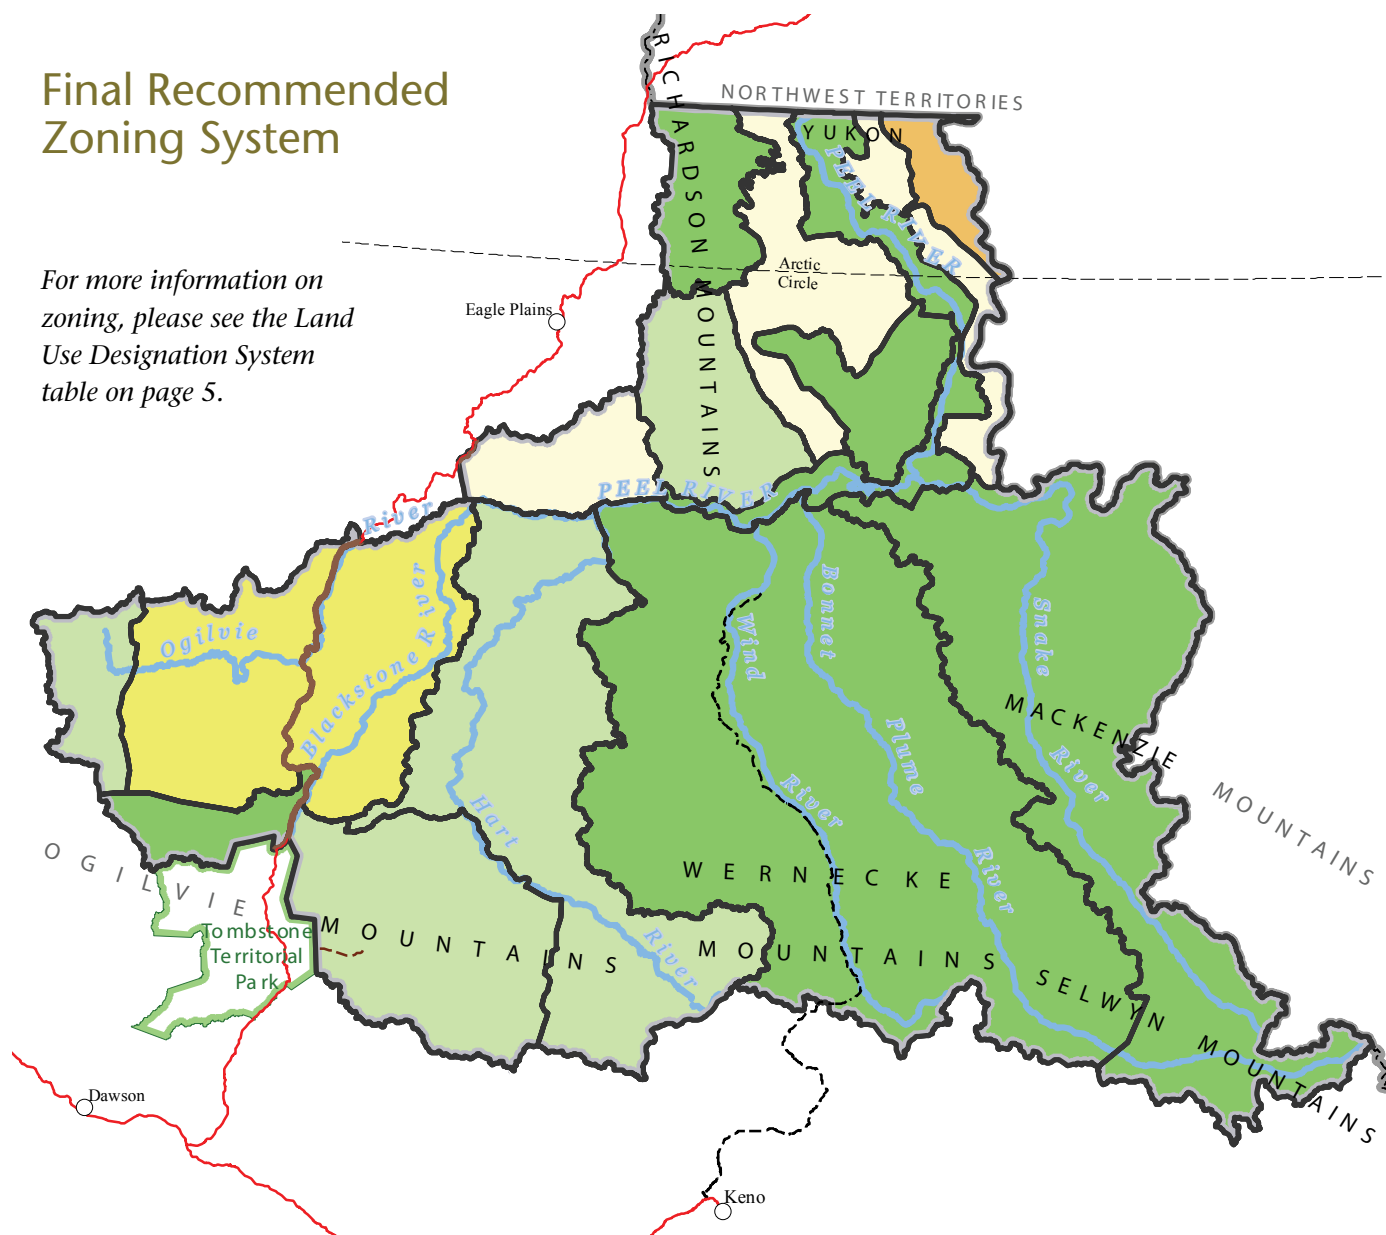 Final Recommended
Zoning System
For more information on
zoning, please see the Land
Use Designation System
table on page 5.
NORTHWEST TERRITORIES
YUKON
RICHARDSON MOUNTAINS
PEEL RIVER
Arctic
Circle
Eagle Plains
PEEL RIVER
River
Ogilvie
Blackstone River
Bonnet
Plume
River
Wind
River
Snake
River
Hart
River
MACKENZIE
MOUNTAINS
WERNECKE
MOUNTAINS
OGILVIE
MOUNTAINS
SELWYN
MOUNTAINS
Tombstone
Territorial
Park
Dawson
Keno